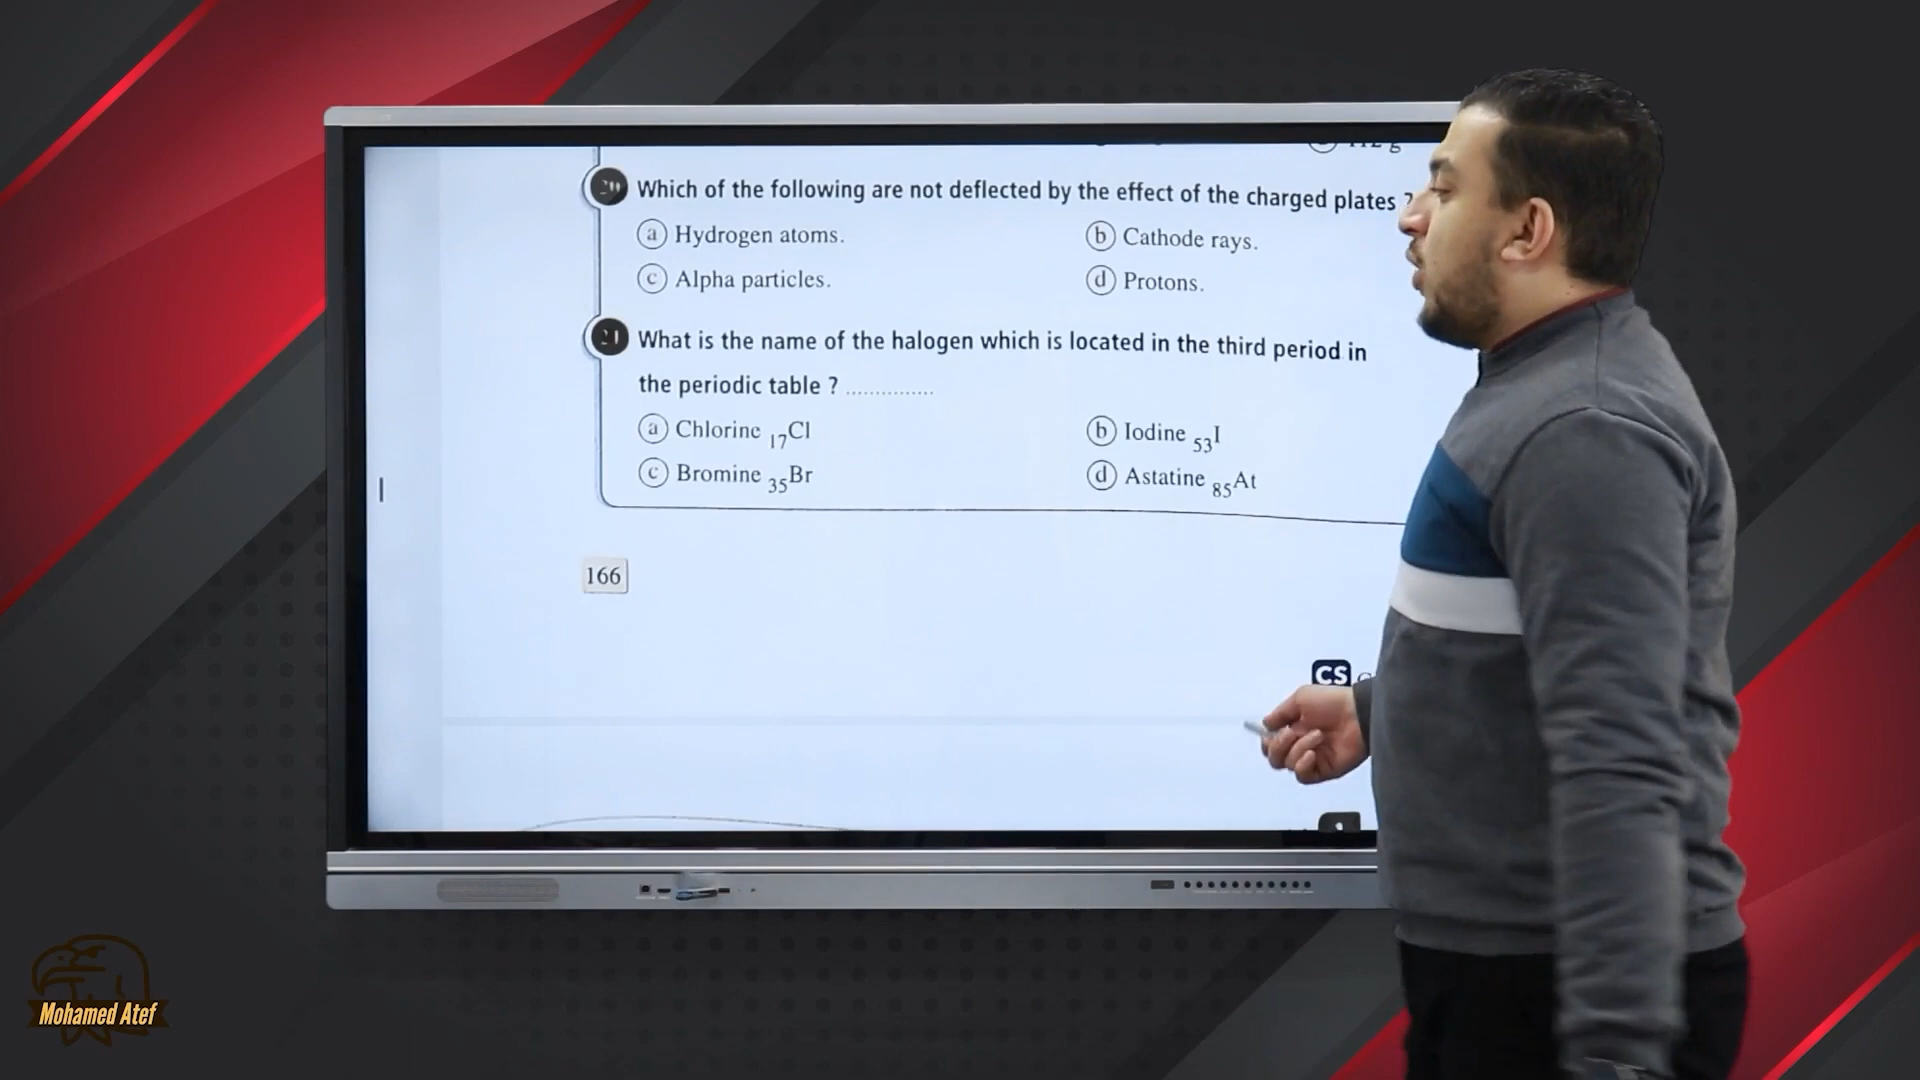 20 Which of the following are not deflected by the effect of the charged plates ?
a Hydrogen atoms.
b Cathode rays.
c Alpha particles.
d Protons.
21 What is the name of the halogen which is located in the third period in
the periodic table ? ...............
a Chlorine 17Cl
b Iodine 53I
c Bromine 35Br
d Astatine 85At
166
CS
Mohamed Atef